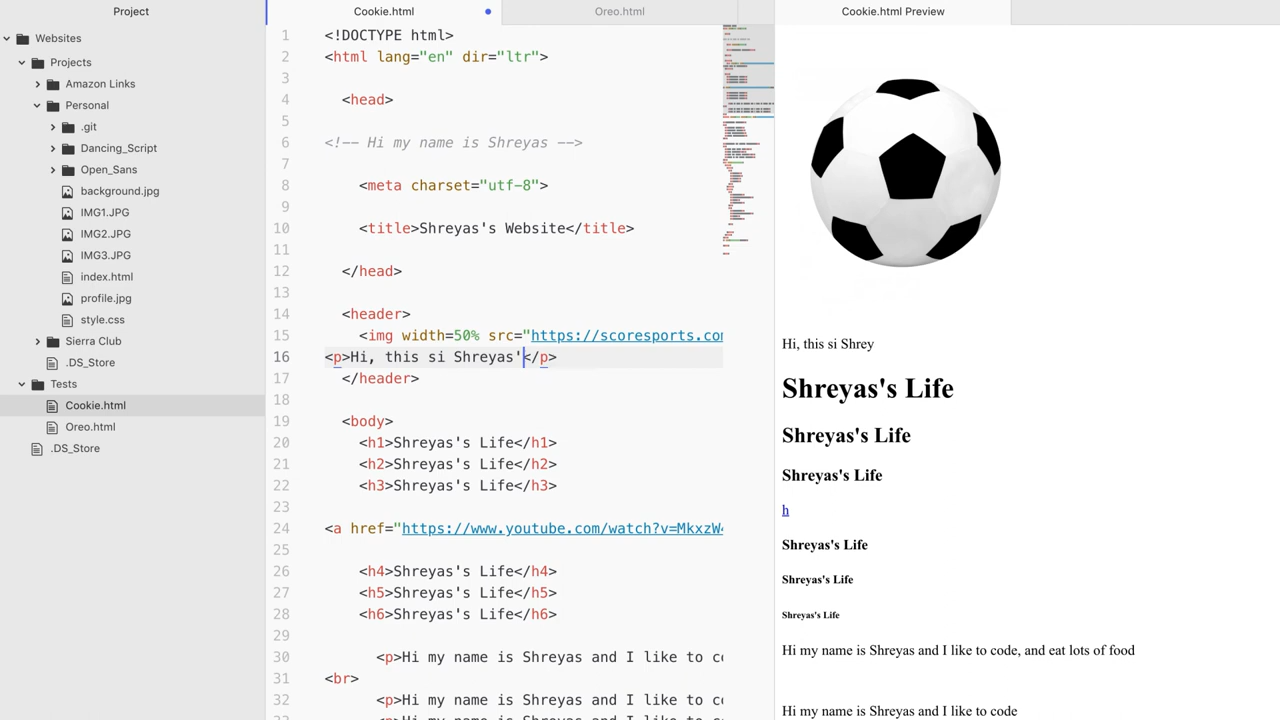 Project
Cookie.html
Oreo.html
Cookie.html Preview
Websites
Projects
Amazon Links
Personal
.git
Dancing_Script
Open_Sans
background.jpg
IMG1.JPG
IMG2.JPG
IMG3.JPG
index.html
profile.jpg
style.css
Sierra Club
.DS_Store
Tests
Cookie.html
Oreo.html
.DS_Store
1 <!DOCTYPE html>
2 <html lang="en" dir="ltr">
3
4 <head>
5
6 <!-- Hi my name is Shreyas -->
7
8 <meta charset="utf-8">
9
10 <title>Shreyas's Website</title>
11
12 </head>
13
14 <header>
15 <img width=50% src="https://scoresports.com
16 <p>Hi, this si Shreyas'</p>
17 </header>
18
19 <body>
20 <h1>Shreyas's Life</h1>
21 <h2>Shreyas's Life</h2>
22 <h3>Shreyas's Life</h3>
23
24 <a href="https://www.youtube.com/watch?v=MkxzW
25
26 <h4>Shreyas's Life</h4>
27 <h5>Shreyas's Life</h5>
28 <h6>Shreyas's Life</h6>
30 <p>Hi my name is Shreyas and I like to co
31 <br>
32 <p>Hi my name is Shreyas and I like to co
Hi, this si Shrey
Shreyas's Life
Shreyas's Life
Shreyas's Life
h
Shreyas's Life
Shreyas's Life
Shreyas's Life
Hi my name is Shreyas and I like to code, and eat lots of food
Hi my name is Shreyas and I like to code